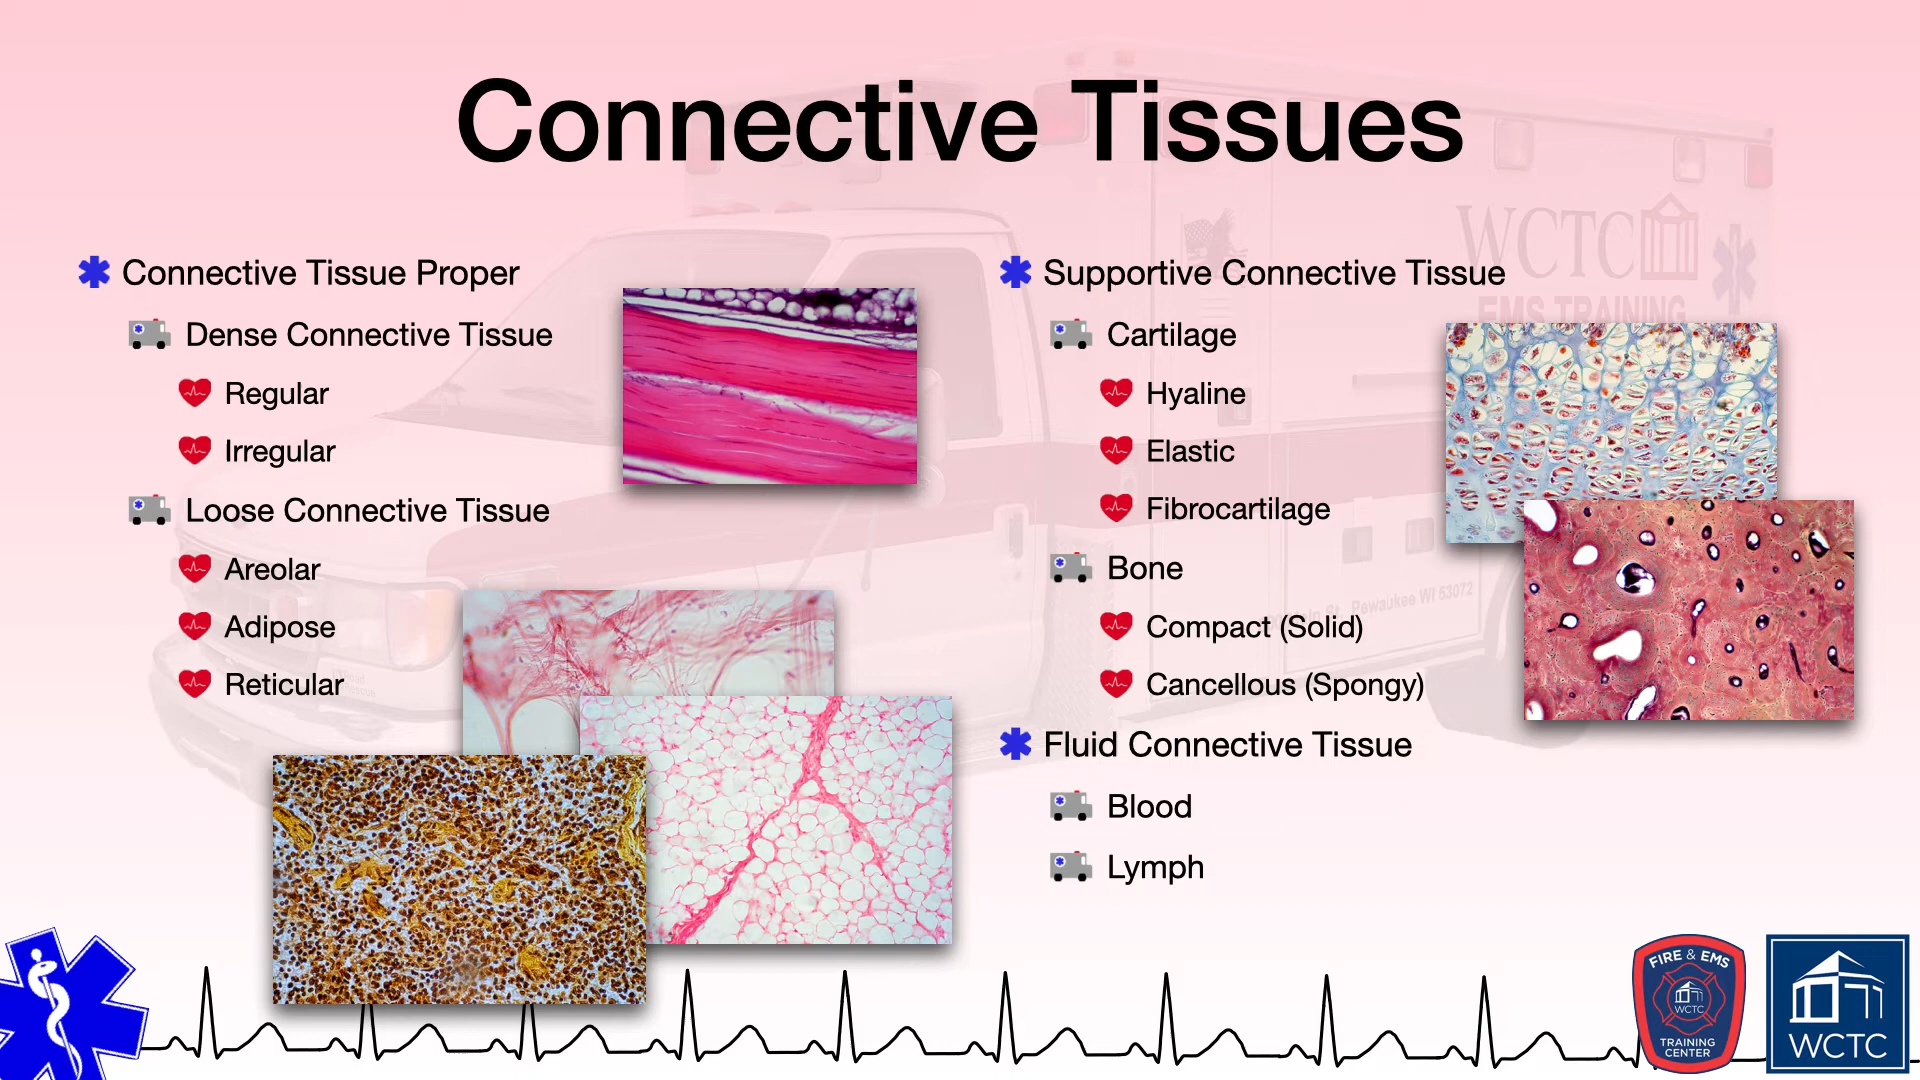 Connective Tissues
Connective Tissue Proper
Dense Connective Tissue
Regular
Irregular
Loose Connective Tissue
Areolar
Adipose
Reticular
Supportive Connective Tissue
Cartilage
Hyaline
Elastic
Fibrocartilage
Bone
Compact (Solid)
Cancellous (Spongy)
Fluid Connective Tissue
Blood
Lymph
WCTC
EMS TRAINING
St. Pewaukee WI 53072
FIRE & EMS
WCTC
TRAINING
CENTER
WCTC